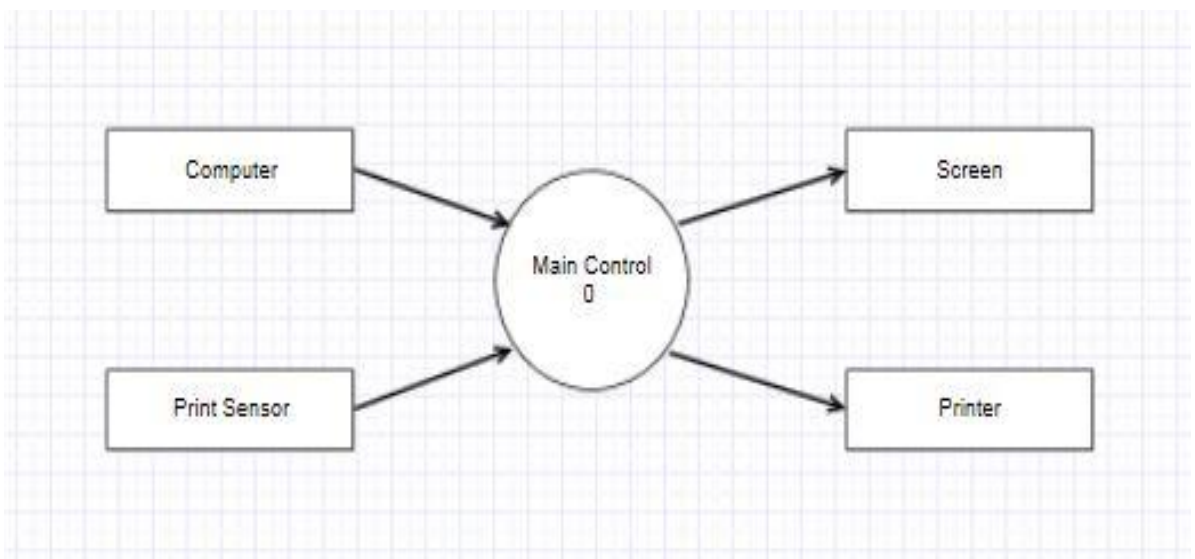 Computer
Screen
Main Control
0
Print Sensor
Printer